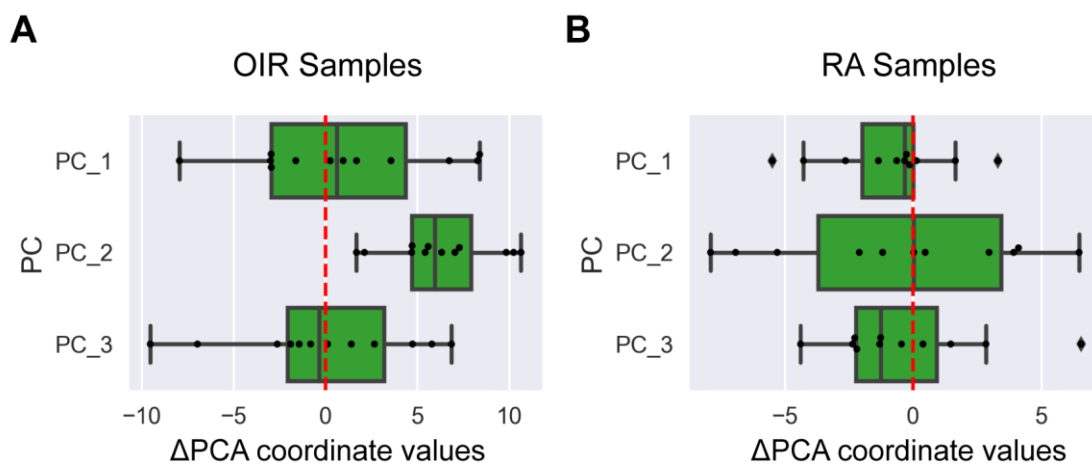 A
OIR Samples
PC
PC_1
PC_2
PC_3
−10 −5 0 5 10
ΔPCA coordinate values
B
RA Samples
PC
PC_1
PC_2
PC_3
−5 0 5
ΔPCA coordinate values